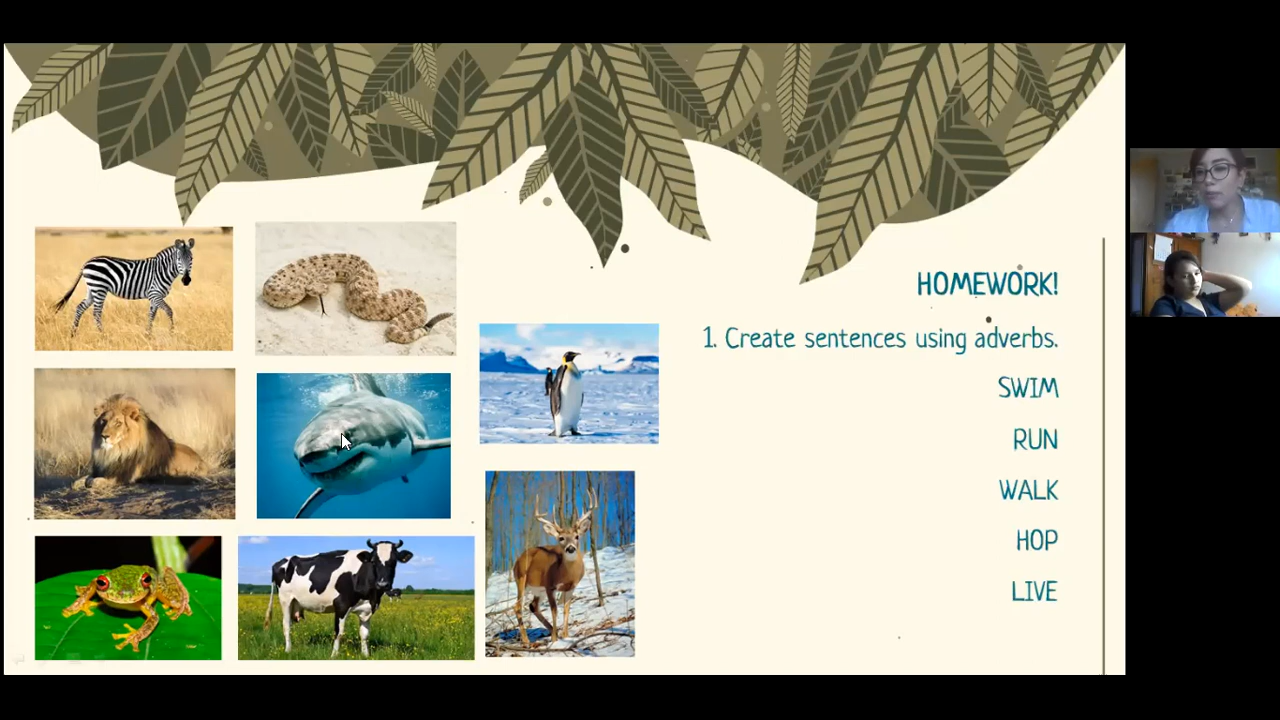 HOMEWORK!
1. Create sentences using adverbs.
SWIM
RUN
WALK
HOP
LIVE